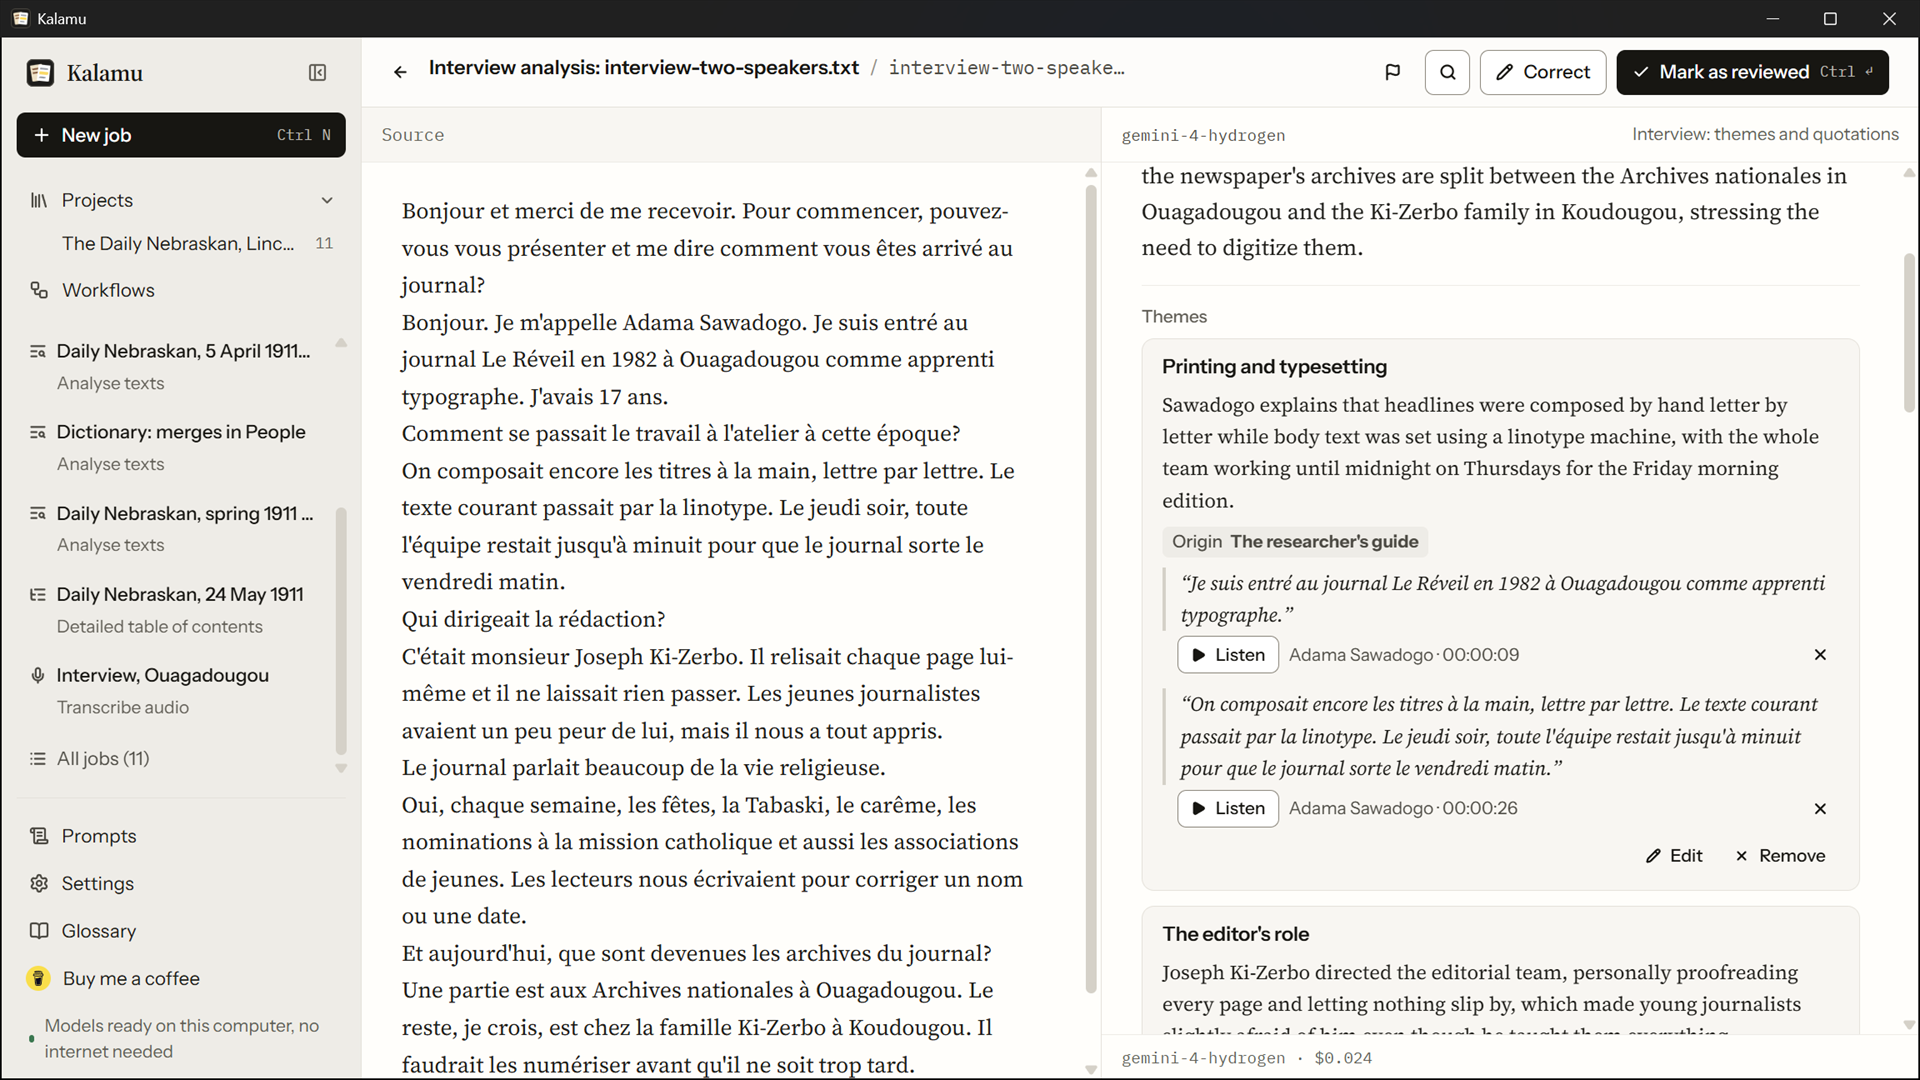 Kalamu
Kalamu
New job Ctrl N
Projects
The Daily Nebraskan, Linc... 11
Workflows
Daily Nebraskan, 5 April 1911...
Analyse texts
Dictionary: merges in People
Analyse texts
Daily Nebraskan, spring 1911 ...
Analyse texts
Daily Nebraskan, 24 May 1911
Detailed table of contents
Interview, Ouagadougou
Transcribe audio
All jobs (11)
Prompts
Settings
Glossary
Buy me a coffee
Models ready on this computer, no
internet needed
Interview analysis: interview-two-speakers.txt / interview-two-speake…
Correct
Mark as reviewed Ctrl ↵
Source
Bonjour et merci de me recevoir. Pour commencer, pouvez-
vous vous présenter et me dire comment vous êtes arrivé au
journal?
Bonjour. Je m'appelle Adama Sawadogo. Je suis entré au
journal Le Réveil en 1982 à Ouagadougou comme apprenti
typographe. J'avais 17 ans.
Comment se passait le travail à l'atelier à cette époque?
On composait encore les titres à la main, lettre par lettre. Le
texte courant passait par la linotype. Le jeudi soir, toute
l'équipe restait jusqu'à minuit pour que le journal sorte le
vendredi matin.
Qui dirigeait la rédaction?
C'était monsieur Joseph Ki-Zerbo. Il relisait chaque page lui-
même et il ne laissait rien passer. Les jeunes journalistes
avaient un peu peur de lui, mais il nous a tout appris.
Le journal parlait beaucoup de la vie religieuse.
Oui, chaque semaine, les fêtes, la Tabaski, le carême, les
nominations à la mission catholique et aussi les associations
de jeunes. Les lecteurs nous écrivaient pour corriger un nom
ou une date.
Et aujourd'hui, que sont devenues les archives du journal?
Une partie est aux Archives nationales à Ouagadougou. Le
reste, je crois, est chez la famille Ki-Zerbo à Koudougou. Il
faudrait les numériser avant qu'il ne soit trop tard.
gemini-4-hydrogen Interview: themes and quotations
the newspaper's archives are split between the Archives nationales in
Ouagadougou and the Ki-Zerbo family in Koudougou, stressing the
need to digitize them.
Themes
Printing and typesetting
Sawadogo explains that headlines were composed by hand letter by
letter while body text was set using a linotype machine, with the whole
team working until midnight on Thursdays for the Friday morning
edition.
Origin The researcher's guide
“Je suis entré au journal Le Réveil en 1982 à Ouagadougou comme apprenti
typographe.”
Listen Adama Sawadogo · 00:00:09
“On composait encore les titres à la main, lettre par lettre. Le texte courant
passait par la linotype. Le jeudi soir, toute l'équipe restait jusqu'à minuit
pour que le journal sorte le vendredi matin.”
Listen Adama Sawadogo · 00:00:26
Edit Remove
The editor's role
Joseph Ki-Zerbo directed the editorial team, personally proofreading
every page and letting nothing slip by, which made young journalists
slightly afraid of him even though he taught them everything.
gemini-4-hydrogen · $0.024